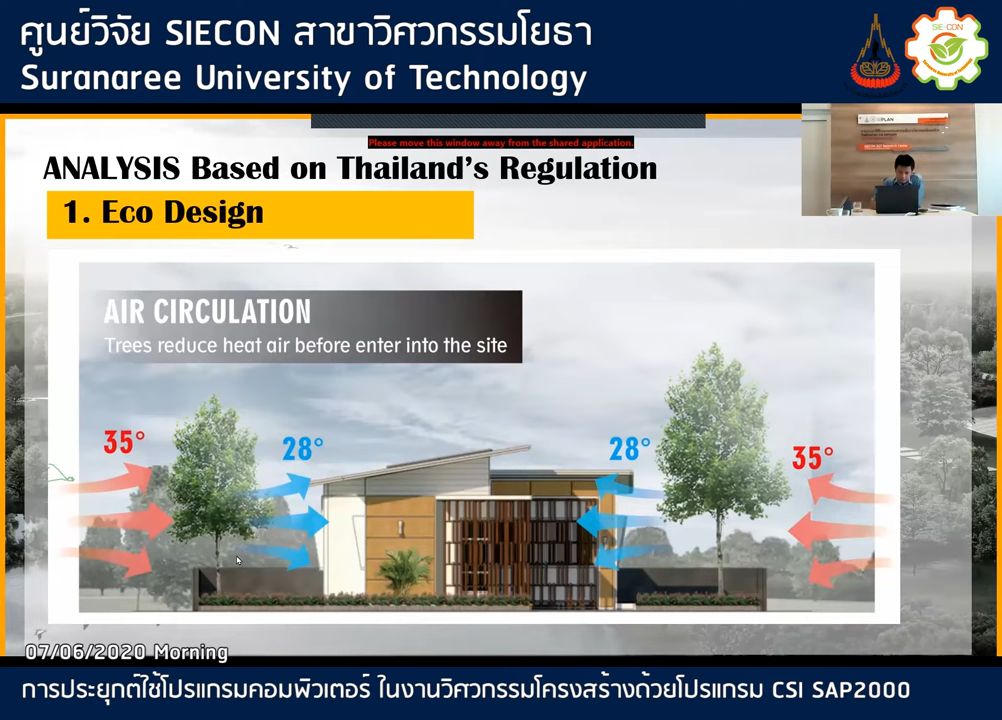 ศูนย์วิจัย SIECON สาขาวิศวกรรมโยธา
Suranaree University of Technology
SIE-CON
Please move this window away from the shared application.
ANALYSIS Based on Thailand's Regulation
1. Eco Design
AIR CIRCULATION
Trees reduce heat air before enter into the site
35° 28° 28° 35°
07/06/2020 Morning
การประยุกต์ใช้โปรแกรมคอมพิวเตอร์ ในงานวิศวกรรมโครงสร้างด้วยโปรแกรม CSI SAP2000